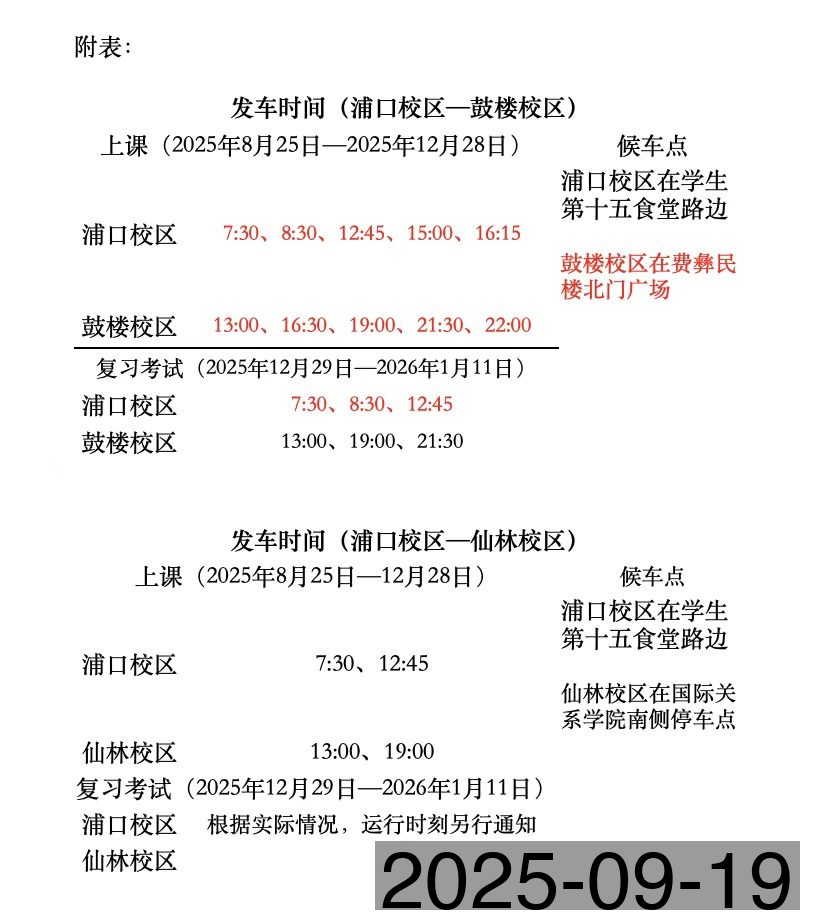 附表：
发车时间（浦口校区—鼓楼校区）
上课（2025年8月25日—2025年12月28日） 候车点
浦口校区在学生
第十五食堂路边
浦口校区 7:30、8:30、12:45、15:00、16:15
鼓楼校区在费彝民
楼北门广场
鼓楼校区 13:00、16:30、19:00、21:30、22:00
复习考试（2025年12月29日—2026年1月11日）
浦口校区 7:30、8:30、12:45
鼓楼校区 13:00、19:00、21:30
发车时间（浦口校区—仙林校区）
上课（2025年8月25日—12月28日） 候车点
浦口校区在学生
第十五食堂路边
浦口校区 7:30、12:45
仙林校区在国际关
系学院南侧停车点
仙林校区 13:00、19:00
复习考试（2025年12月29日—2026年1月11日）
浦口校区 根据实际情况，运行时刻另行通知
仙林校区
2025-09-19